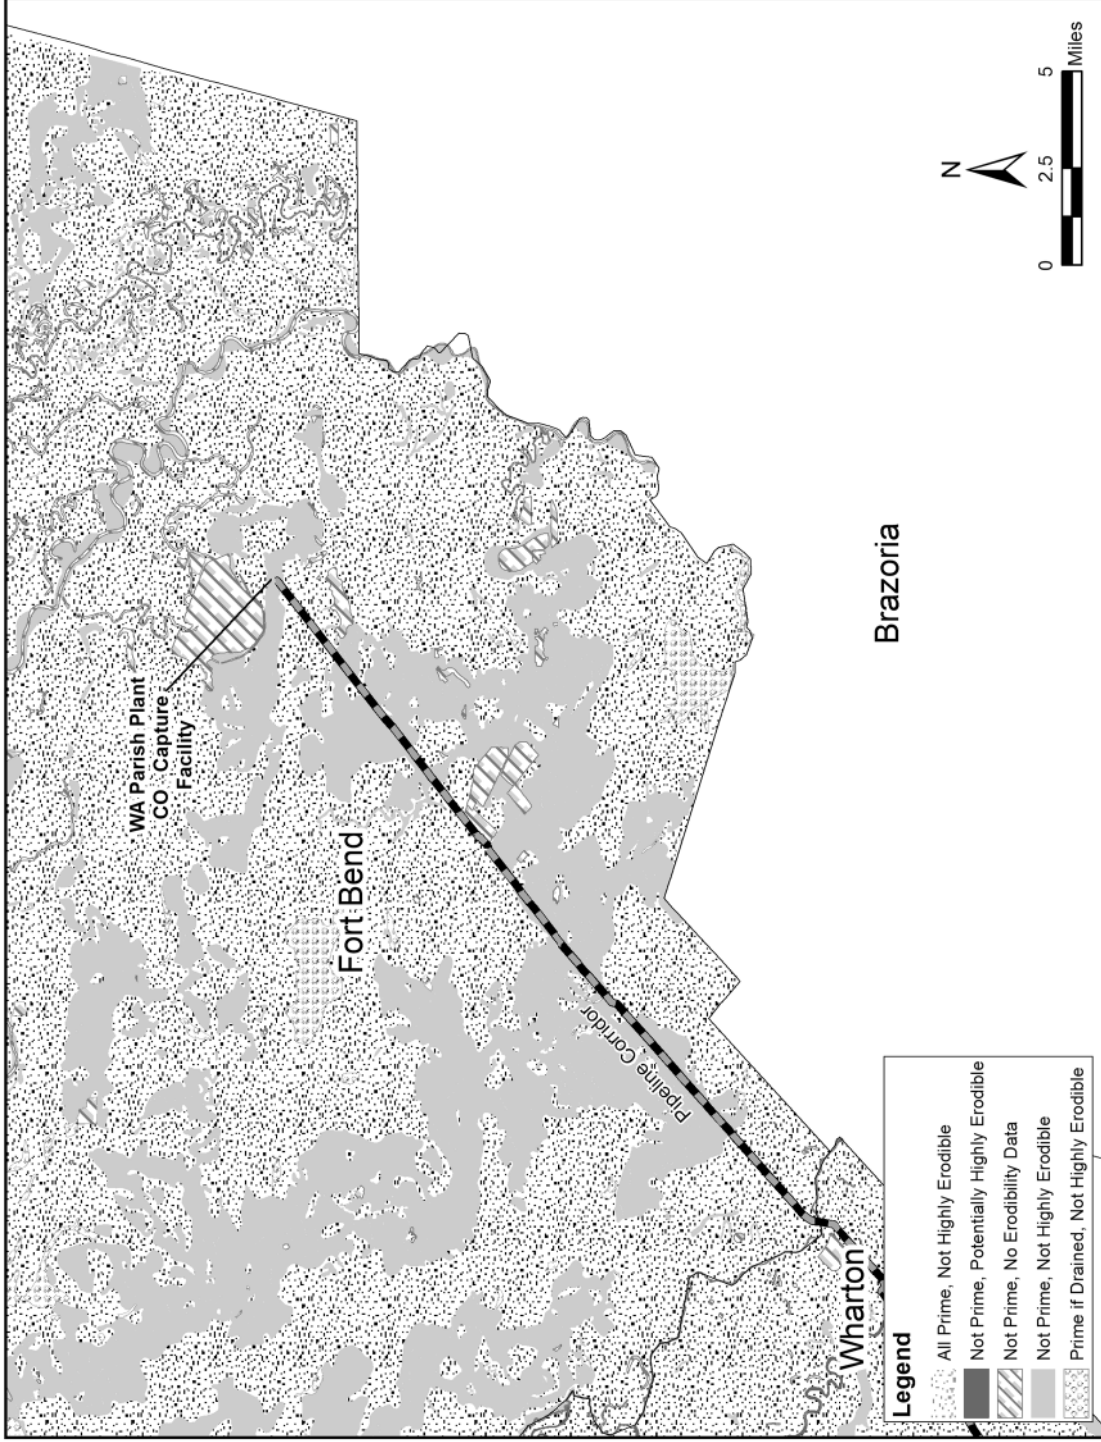 WA Parish Plant
CO Capture
Facility
Fort Bend
Pipeline Corridor
Brazoria
Wharton
N
0 2.5 5
Miles
Legend
All Prime, Not Highly Erodible
Not Prime, Potentially Highly Erodible
Not Prime, No Erodibility Data
Not Prime, Not Highly Erodible
Prime if Drained, Not Highly Erodible